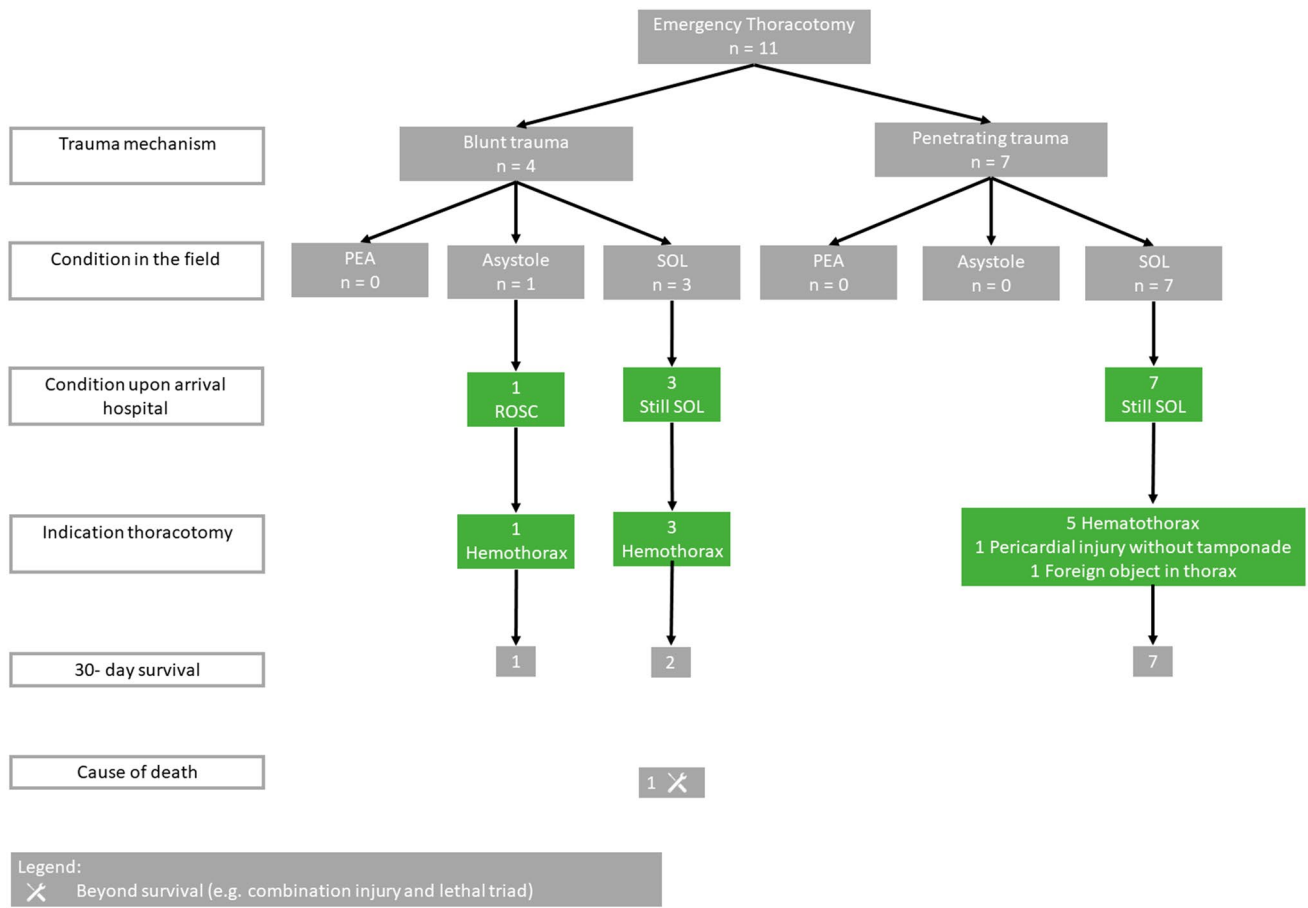 Emergency Thoracotomy
n = 11
Trauma mechanism
Blunt trauma
n = 4
Penetrating trauma
n = 7
Condition in the field
PEA
n = 0
Asystole
n = 1
SOL
n = 3
PEA
n = 0
Asystole
n = 0
SOL
n = 7
Condition upon arrival
hospital
1
ROSC
3
Still SOL
7
Still SOL
Indication thoracotomy
1
Hemothorax
3
Hemothorax
5 Hematothorax
1 Pericardial injury without tamponade
1 Foreign object in thorax
30- day survival
1
2
7
Cause of death
1
Legend:
Beyond survival (e.g. combination injury and lethal triad)